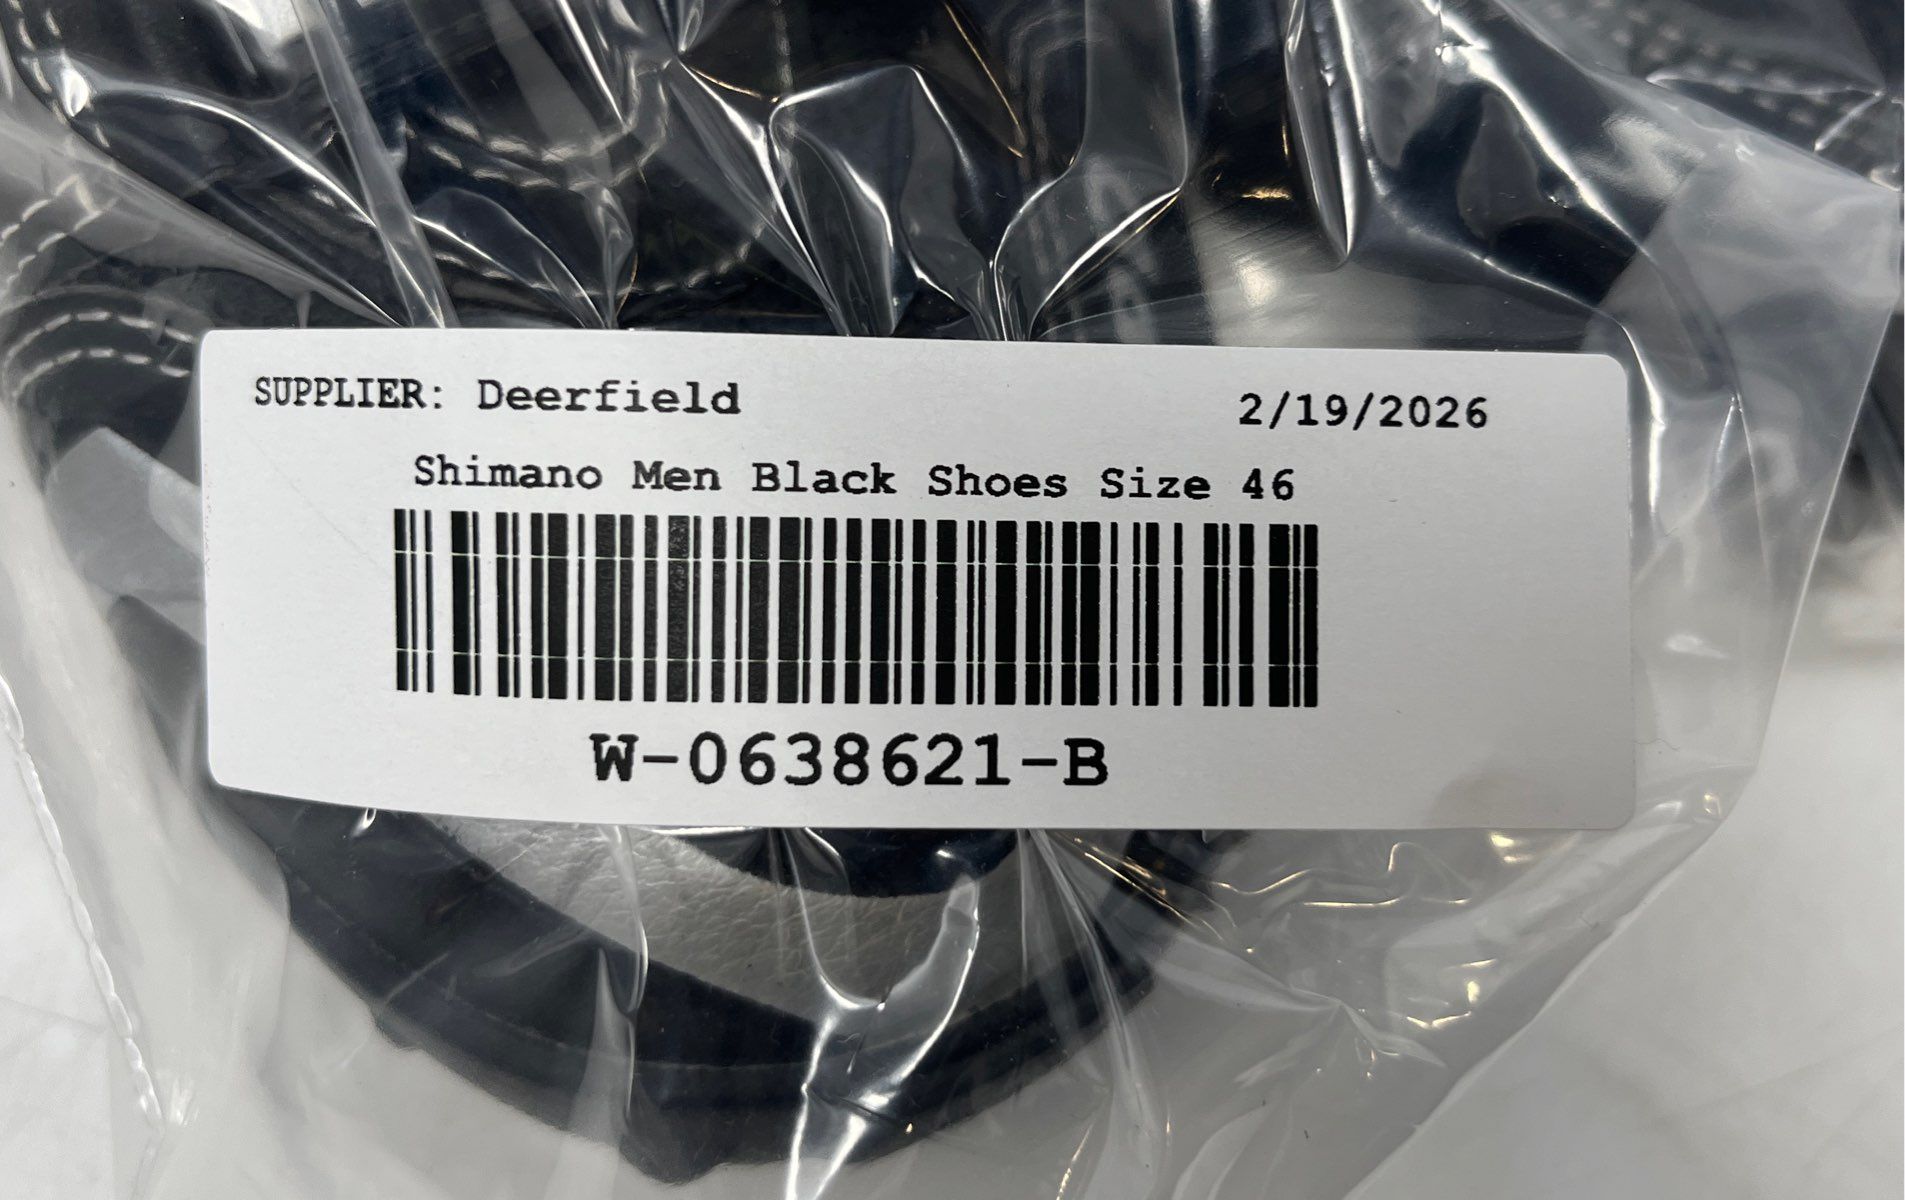 SUPPLIER: Deerfield 2/19/2026
Shimano Men Black Shoes Size 46
W-0638621-B